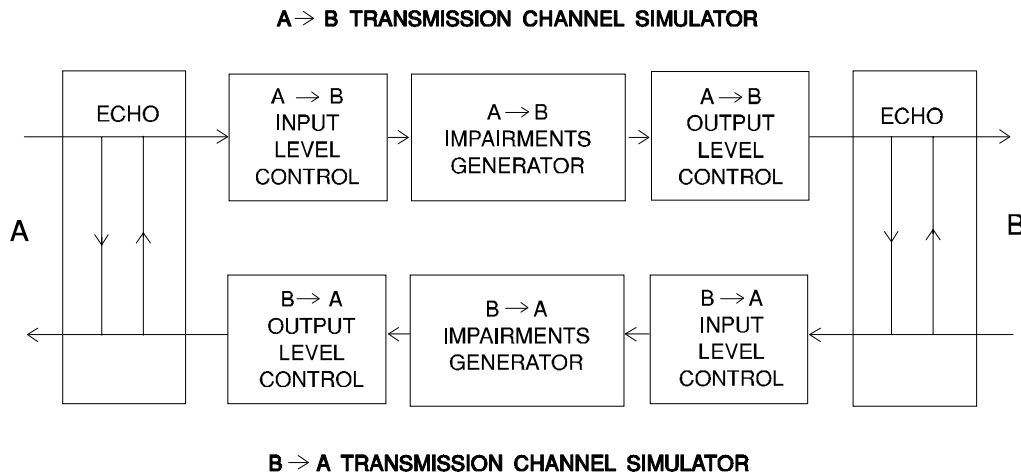 A → B TRANSMISSION CHANNEL SIMULATOR
ECHO
A → B
INPUT
LEVEL
CONTROL
A → B
IMPAIRMENTS
GENERATOR
A → B
OUTPUT
LEVEL
CONTROL
ECHO
A
B
B → A
OUTPUT
LEVEL
CONTROL
B → A
IMPAIRMENTS
GENERATOR
B → A
INPUT
LEVEL
CONTROL
B → A TRANSMISSION CHANNEL SIMULATOR